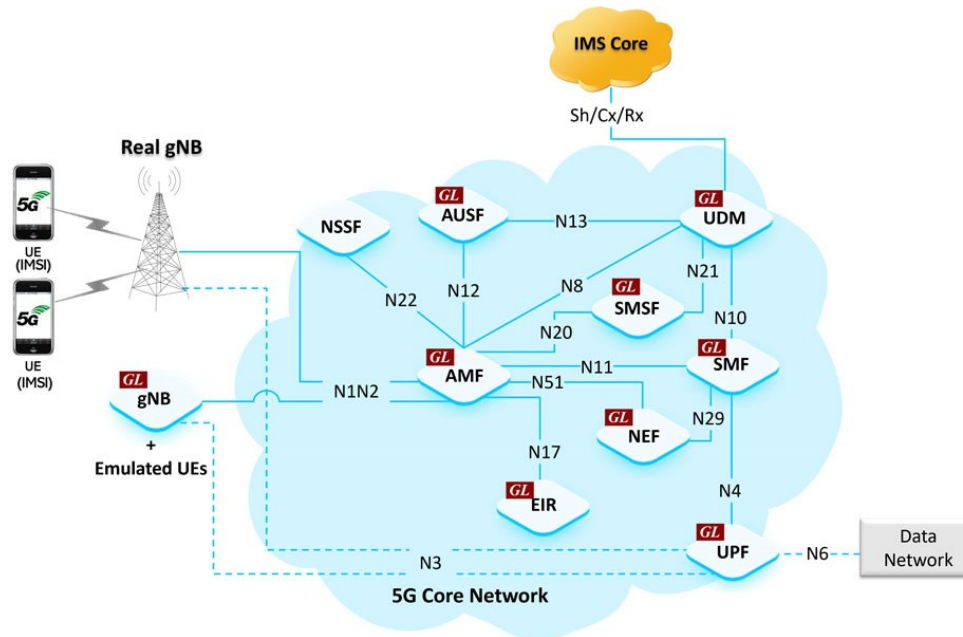 IMS Core
Sh/Cx/Rx
Real gNB
5G
UE
(IMSI)
5G
UE
(IMSI)
NSSF
GL
AUSF
N13
GL
UDM
N22
N12
N8
N21
GL
SMSF
N20
N10
GL
AMF
N11
GL
SMF
N1N2
N51
N29
GL
NEF
GL
gNB
+
Emulated UEs
N17
N4
GL
EIR
GL
UPF
N6
Data
Network
N3
5G Core Network